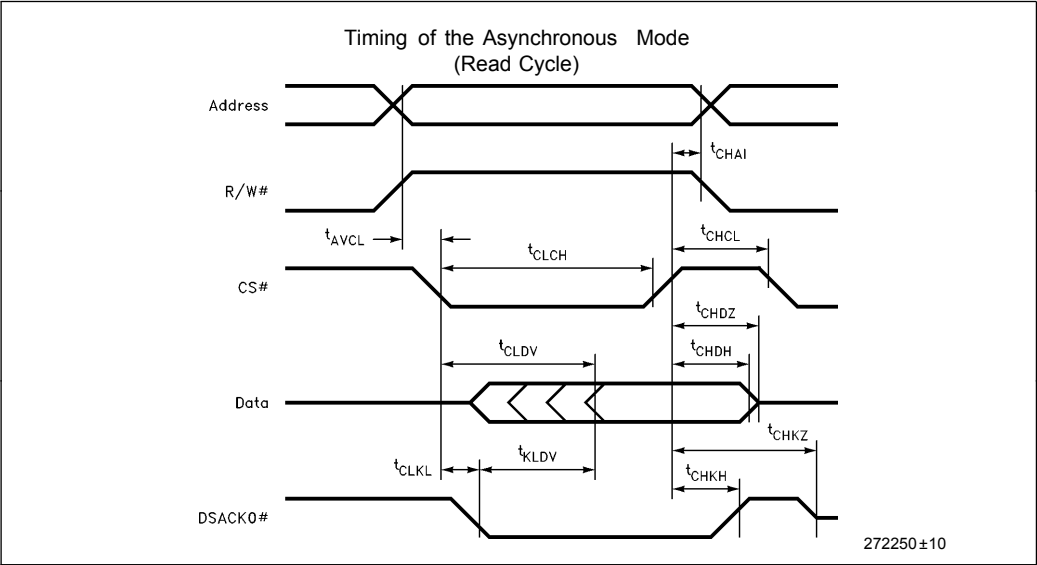 Timing of the Asynchronous Mode
(Read Cycle)
Address
tCHAI
R/W#
tAVCL
tCLCH
tCHCL
CS#
tCHDZ
tCLDV
tCHDH
Data
tCHKZ
tCLKL
tKLDV
tCHKH
DSACK0#
272250±10